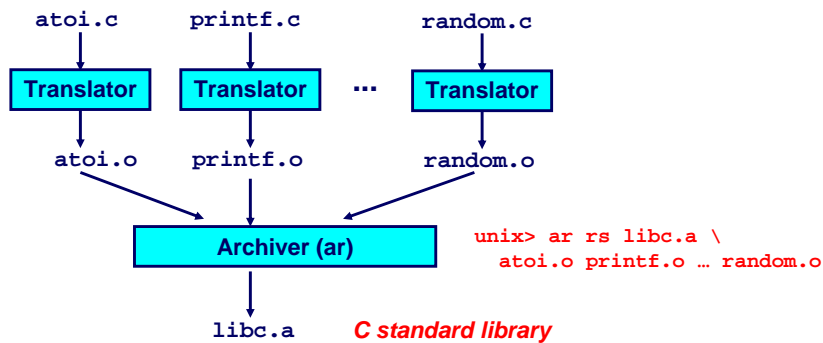 atoi.c printf.c random.c
Translator Translator ... Translator
atoi.o printf.o random.o
Archiver (ar)
unix> ar rs libc.a \
atoi.o printf.o … random.o
libc.a C standard library